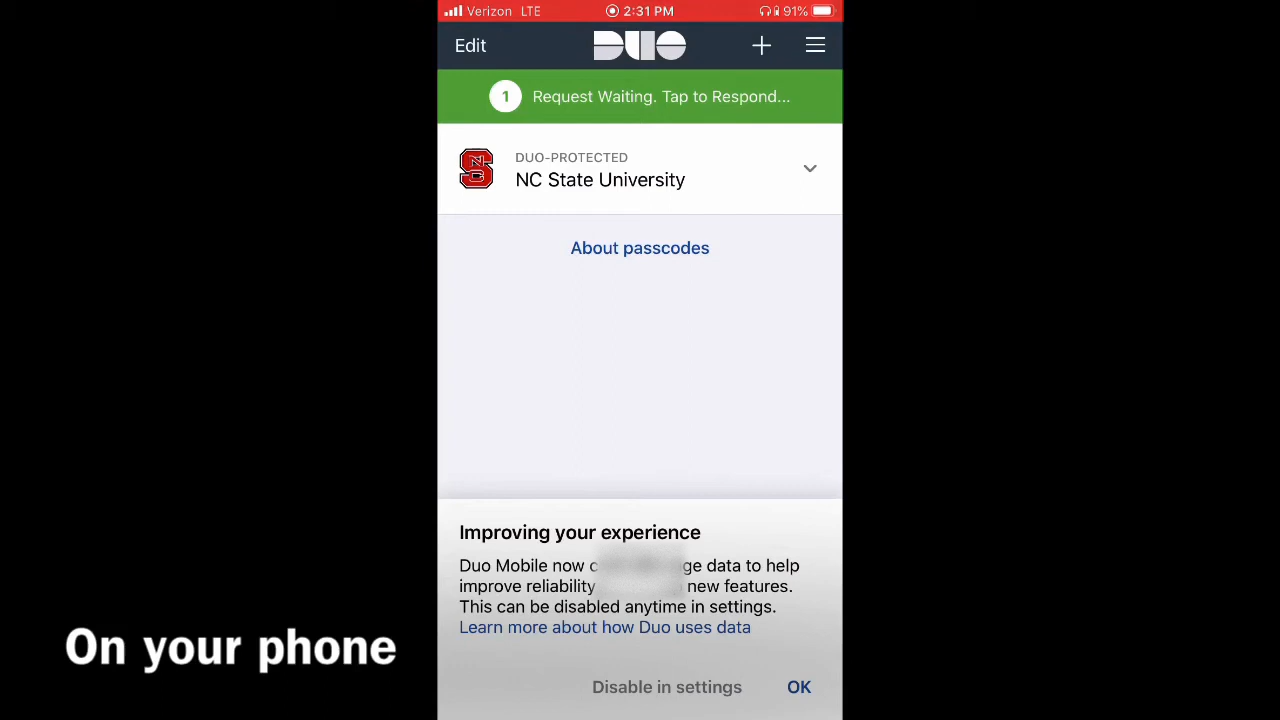 Verizon LTE 2:31 PM 91%
Edit DUO
1 Request Waiting. Tap to Respond...
DUO-PROTECTED
NC State University
About passcodes
Improving your experience
Duo Mobile now data to help
improve reliability new features.
This can be disabled anytime in settings.
Learn more about how Duo uses data
Disable in settings OK
On your phone